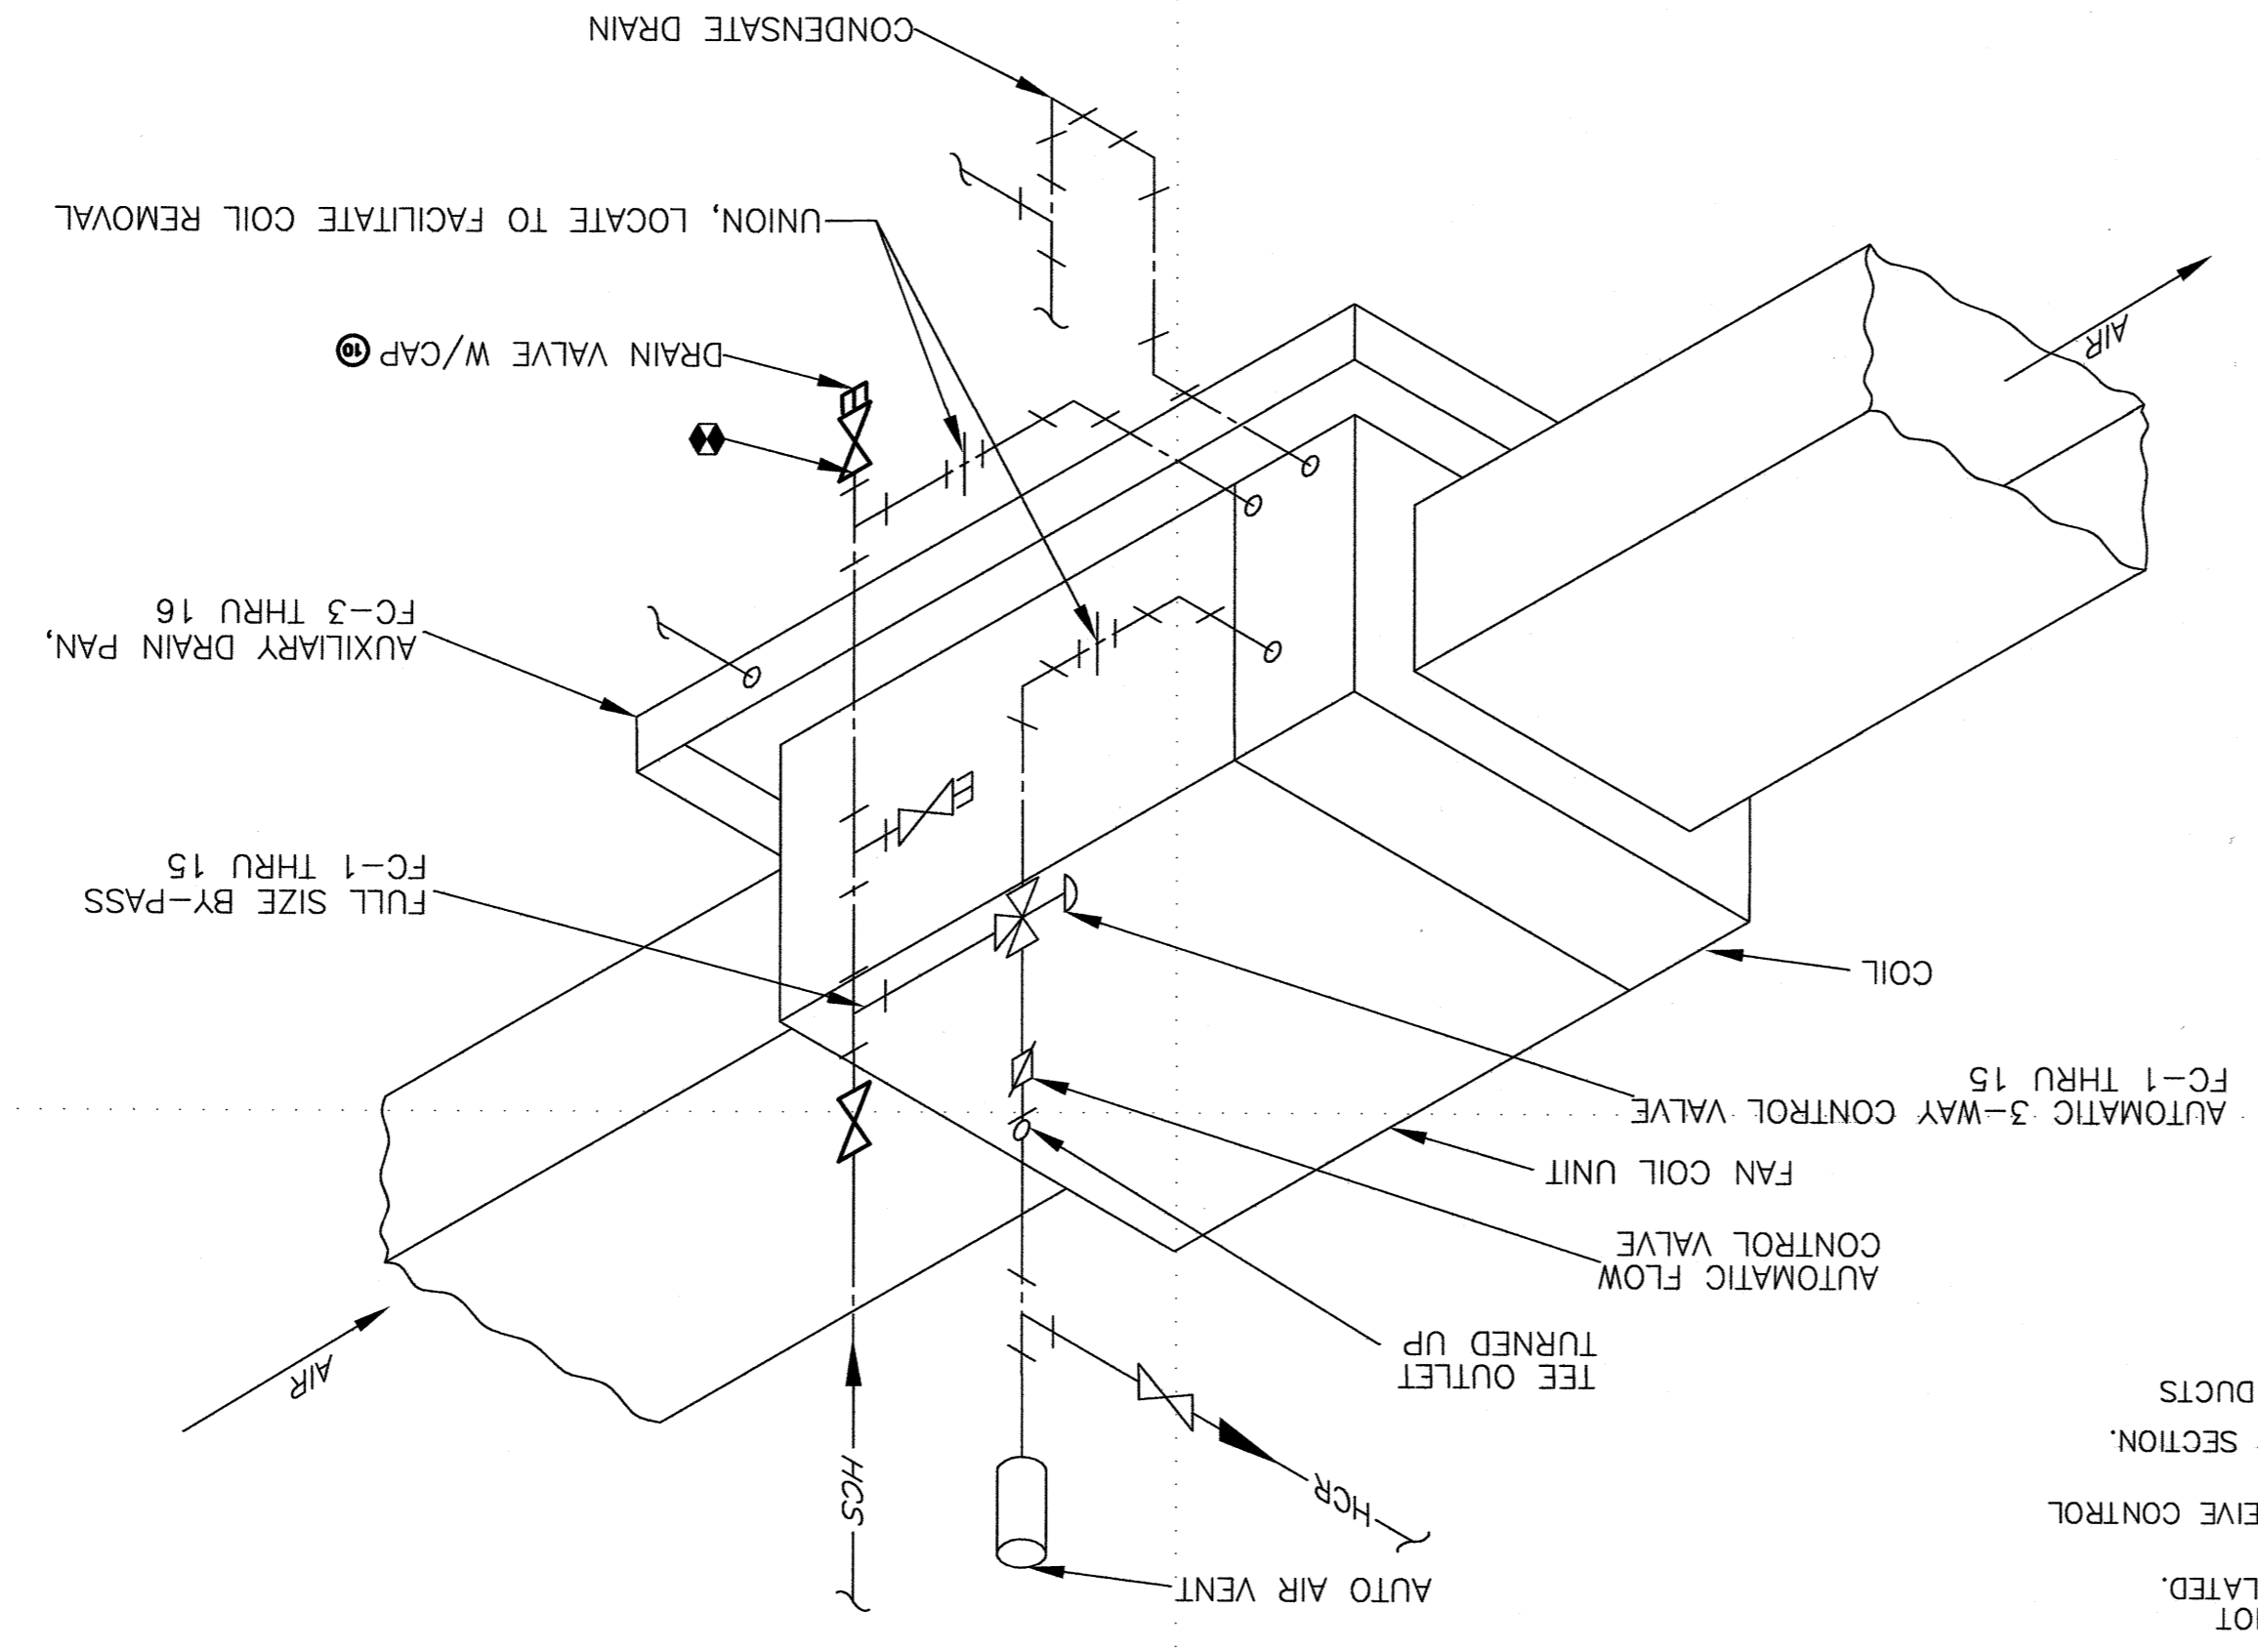 LATED.
AUTO AIR VENT
EIVE CONTROL
HCR
HCS
SECTION.
DUCTS
TEE OUTLET
TURNED UP
AIR
AUTOMATIC FLOW
CONTROL VALVE
FAN COIL UNIT
AUTOMATIC 3-WAY CONTROL VALVE
FC-1 THRU 15
COIL
FULL SIZE BY-PASS
FC-1 THRU 15
AUXILIARY DRAIN PAN,
FC-3 THRU 16
DRAIN VALVE W/CAP 10
AIR
UNION, LOCATE TO FACILITATE COIL REMOVAL
CONDENSATE DRAIN